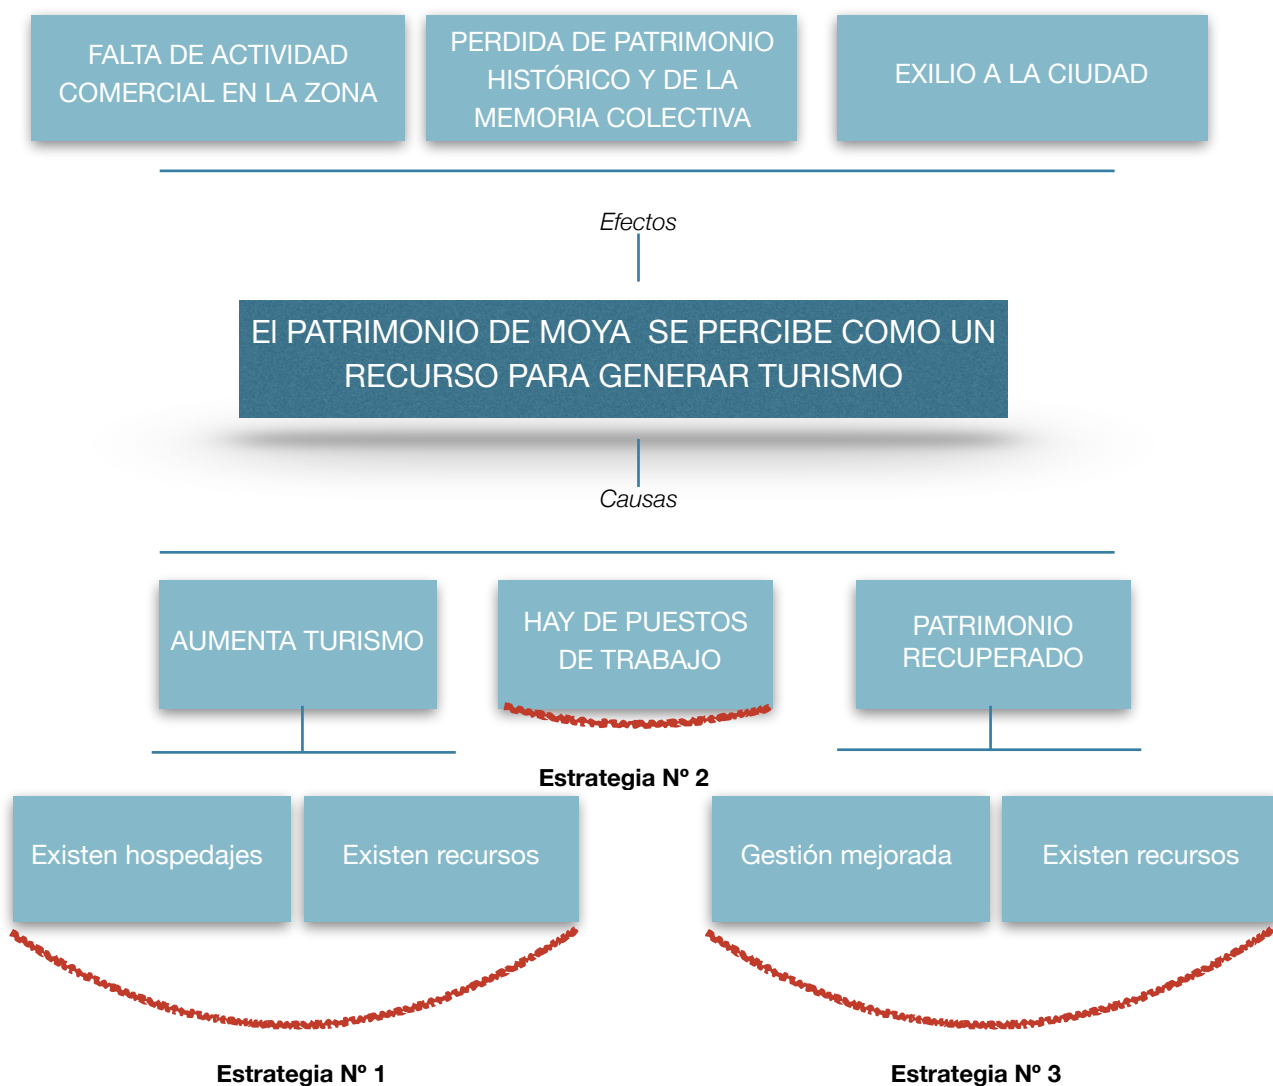 FALTA DE ACTIVIDAD
COMERCIAL EN LA ZONA
PERDIDA DE PATRIMONIO
HISTÓRICO Y DE LA
MEMORIA COLECTIVA
EXILIO A LA CIUDAD
Efectos
El PATRIMONIO DE MOYA SE PERCIBE COMO UN
RECURSO PARA GENERAR TURISMO
Causas
AUMENTA TURISMO
HAY DE PUESTOS
DE TRABAJO
PATRIMONIO
RECUPERADO
Estrategia Nº 2
Existen hospedajes
Existen recursos
Gestión mejorada
Existen recursos
Estrategia Nº 1
Estrategia Nº 3